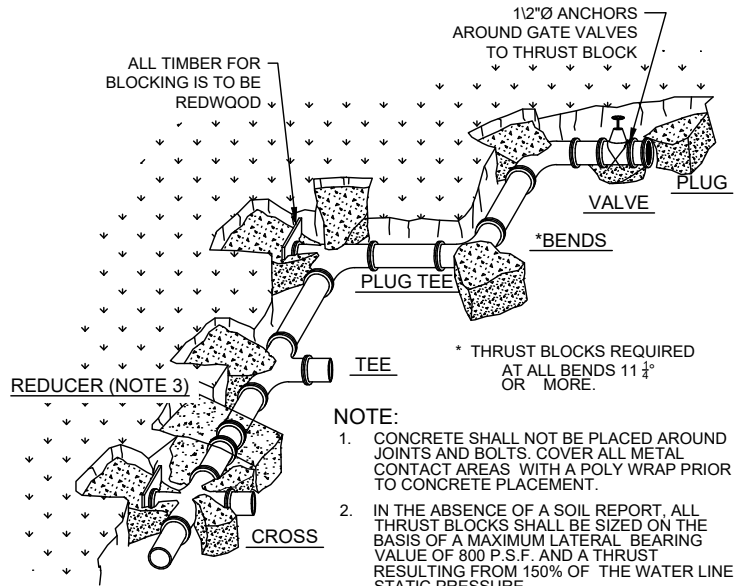 1\2"Ø ANCHORS
AROUND GATE VALVES
TO THRUST BLOCK
ALL TIMBER FOR
BLOCKING IS TO BE
REDWOOD
PLUG
VALVE
*BENDS
PLUG TEE
* THRUST BLOCKS REQUIRED
AT ALL BENDS 11 1/4°
OR MORE.
TEE
REDUCER (NOTE 3)
CROSS
NOTE:
1. CONCRETE SHALL NOT BE PLACED AROUND
JOINTS AND BOLTS. COVER ALL METAL
CONTACT AREAS WITH A POLY WRAP PRIOR
TO CONCRETE PLACEMENT.
2. IN THE ABSENCE OF A SOIL REPORT, ALL
THRUST BLOCKS SHALL BE SIZED ON THE
BASIS OF A MAXIMUM LATERAL BEARING
VALUE OF 800 P.S.F. AND A THRUST
RESULTING FROM 150% OF THE WATER LINE
STATIC PRESSURE